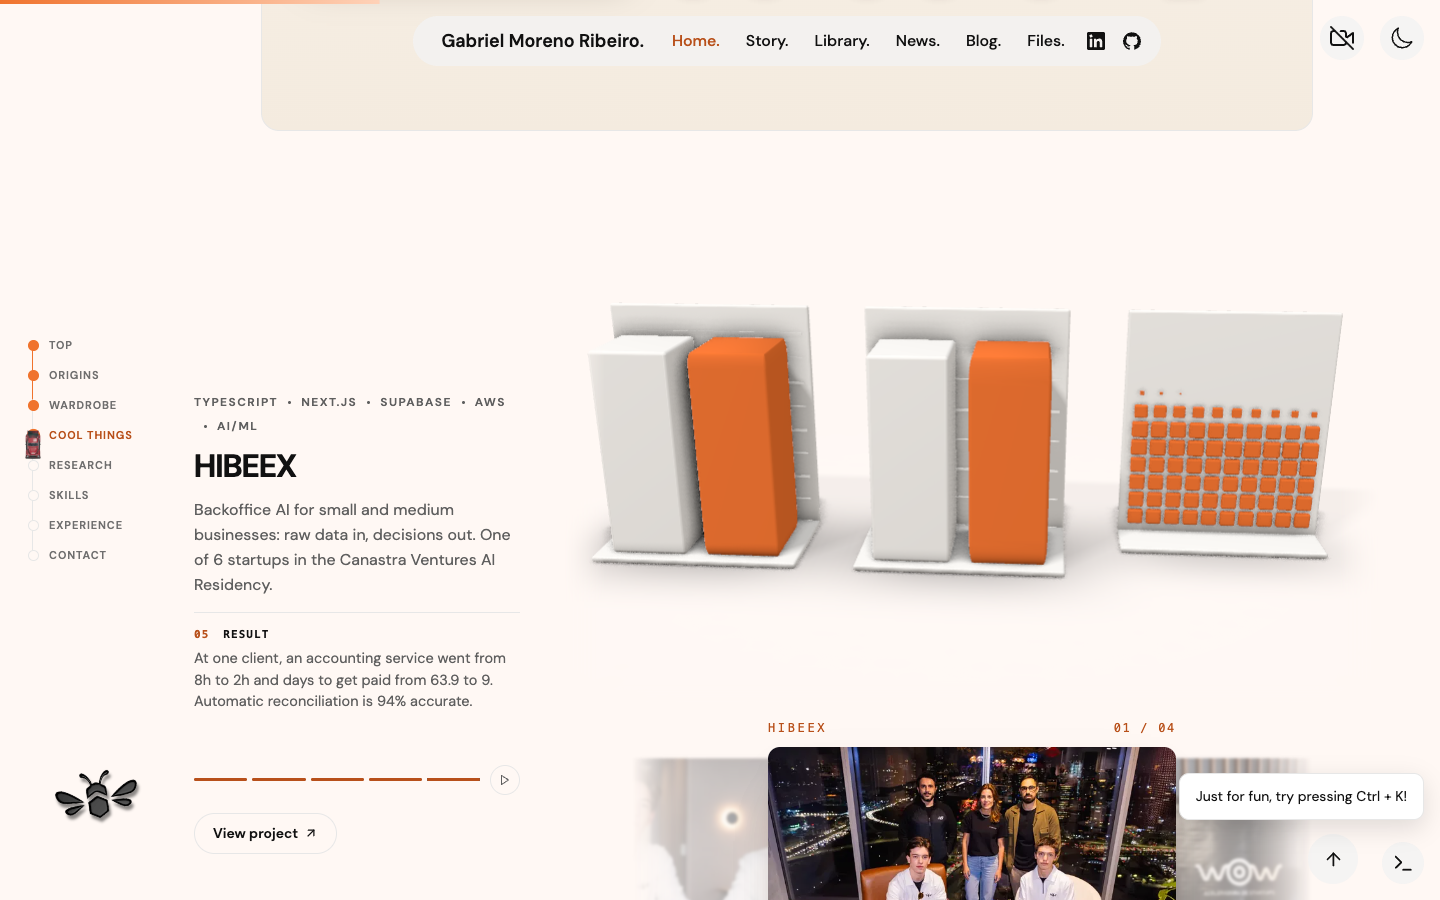 Gabriel Moreno Ribeiro.
Home.
Story.
Library.
News.
Blog.
Files.
TOP
ORIGINS
WARDROBE
COOL THINGS
RESEARCH
SKILLS
EXPERIENCE
CONTACT
TYPESCRIPT • NEXT.JS • SUPABASE • AWS
• AI/ML
HIBEEX
Backoffice AI for small and medium
businesses: raw data in, decisions out. One
of 6 startups in the Canastra Ventures AI
Residency.
05 RESULT
At one client, an accounting service went from
8h to 2h and days to get paid from 63.9 to 9.
Automatic reconciliation is 94% accurate.
View project
HIBEEX
01 / 04
WOW
Just for fun, try pressing Ctrl + K!